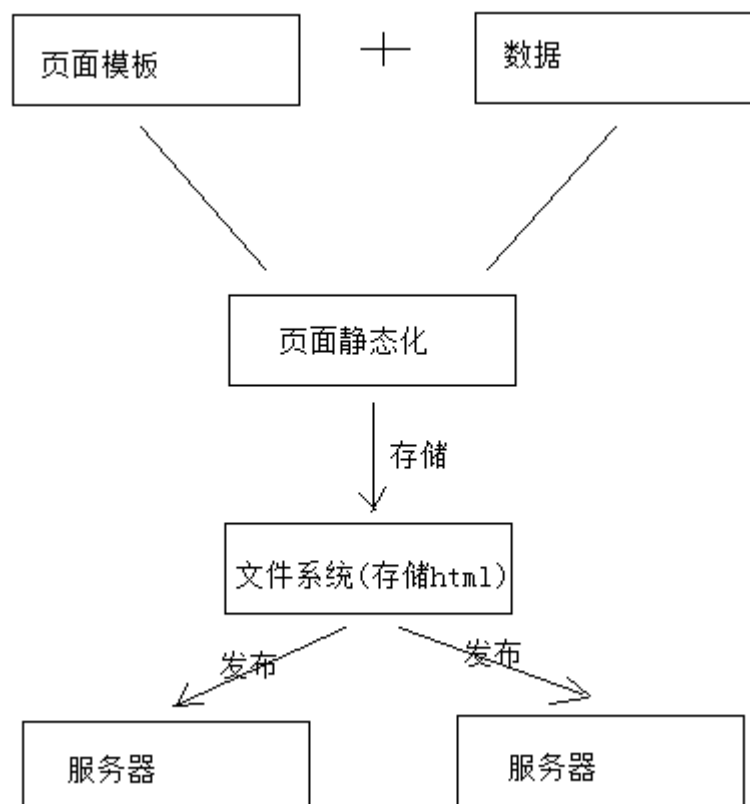 页面模板
数据
页面静态化
存储
文件系统(存储html)
发布
发布
服务器
服务器